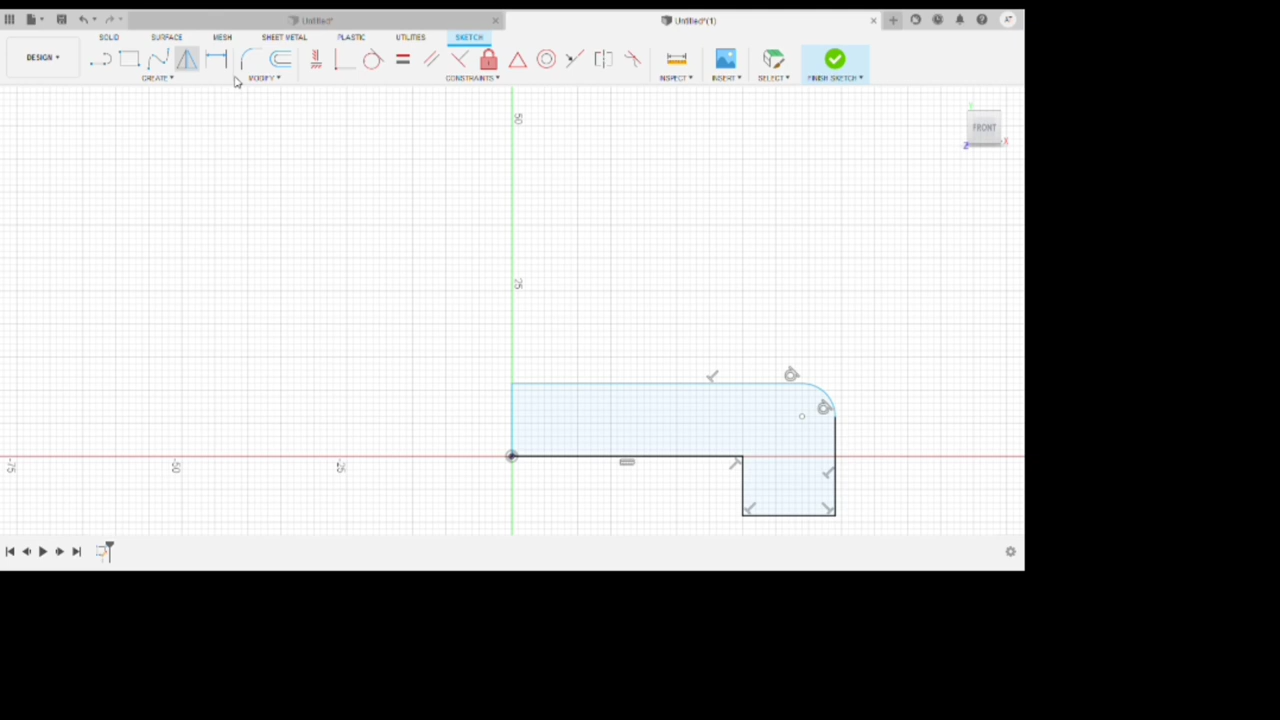 Untitled*
Untitled*(1)
DESIGN
SOLID
SURFACE
MESH
SHEET METAL
PLASTIC
UTILITIES
SKETCH
CREATE
MODIFY
CONSTRAINTS
INSPECT
INSERT
SELECT
FINISH SKETCH
50
Y
FRONT
Z
X
25
-75
-50
-25